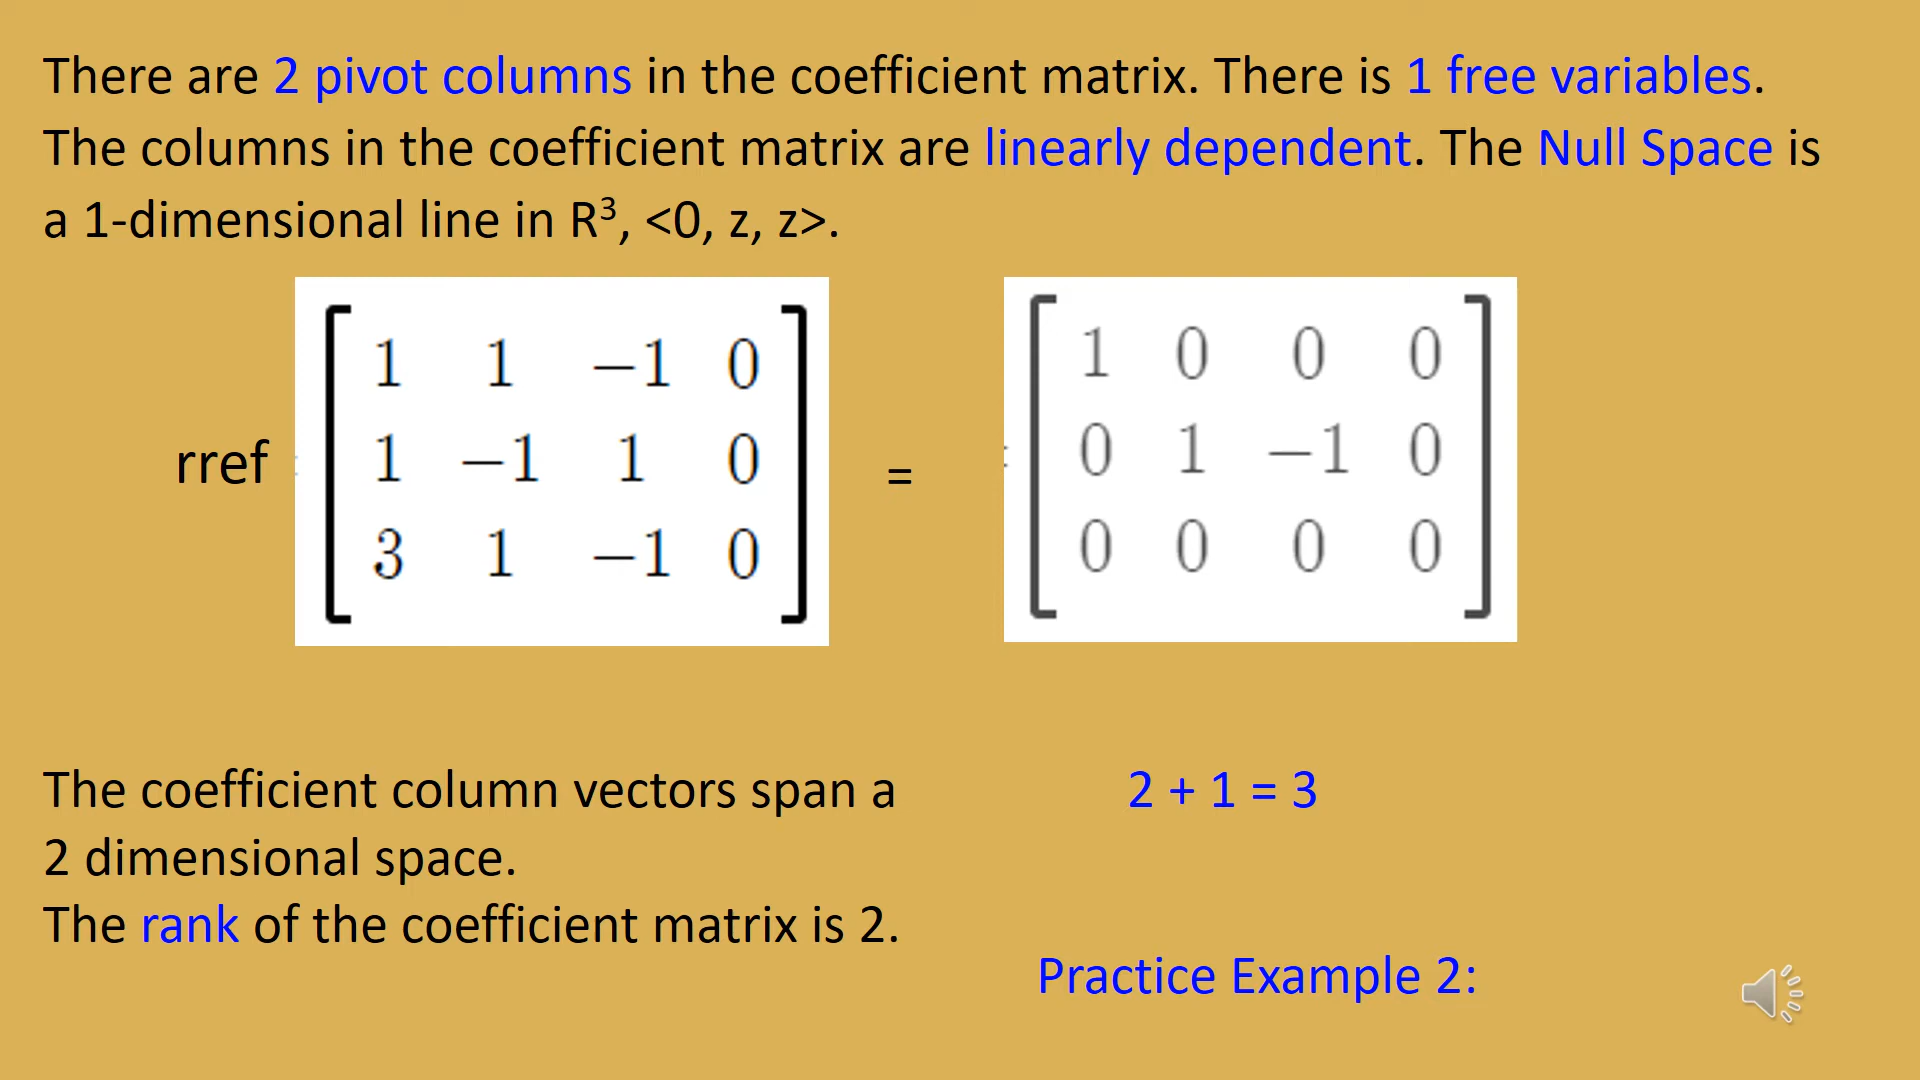 There are 2 pivot columns in the coefficient matrix. There is 1 free variables.
The columns in the coefficient matrix are linearly dependent. The Null Space is
a 1-dimensional line in R³, <0, z, z>.
rref [ 1 1 −1 0 ] = [ 1 0 0 0 ]
[ 1 −1 1 0 ] [ 0 1 −1 0 ]
[ 3 1 −1 0 ] [ 0 0 0 0 ]
The coefficient column vectors span a
2 dimensional space.
The rank of the coefficient matrix is 2.
2 + 1 = 3
Practice Example 2: